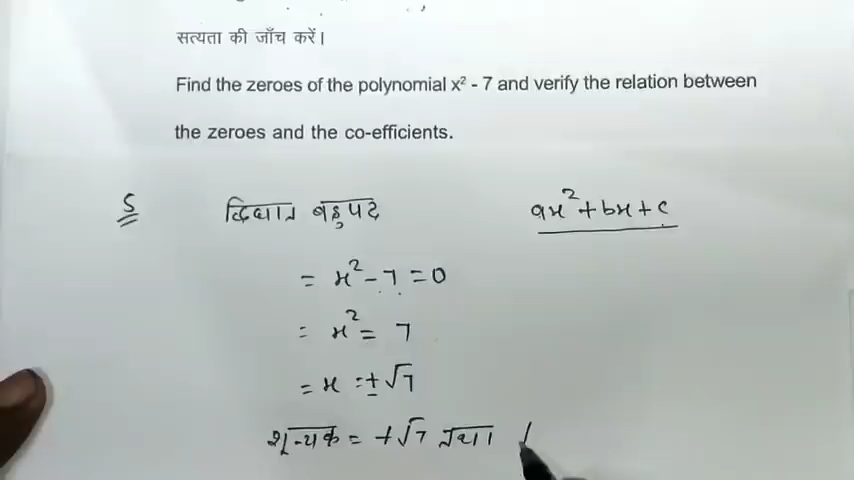 सत्यता की जाँच करें।
Find the zeroes of the polynomial x² - 7 and verify the relation between
the zeroes and the co-efficients.
S द्विघात बहुपद ax²+bx+c
= x² - 7 = 0
= x² = 7
= x = ± √7
शून्यक = +√7 तथा